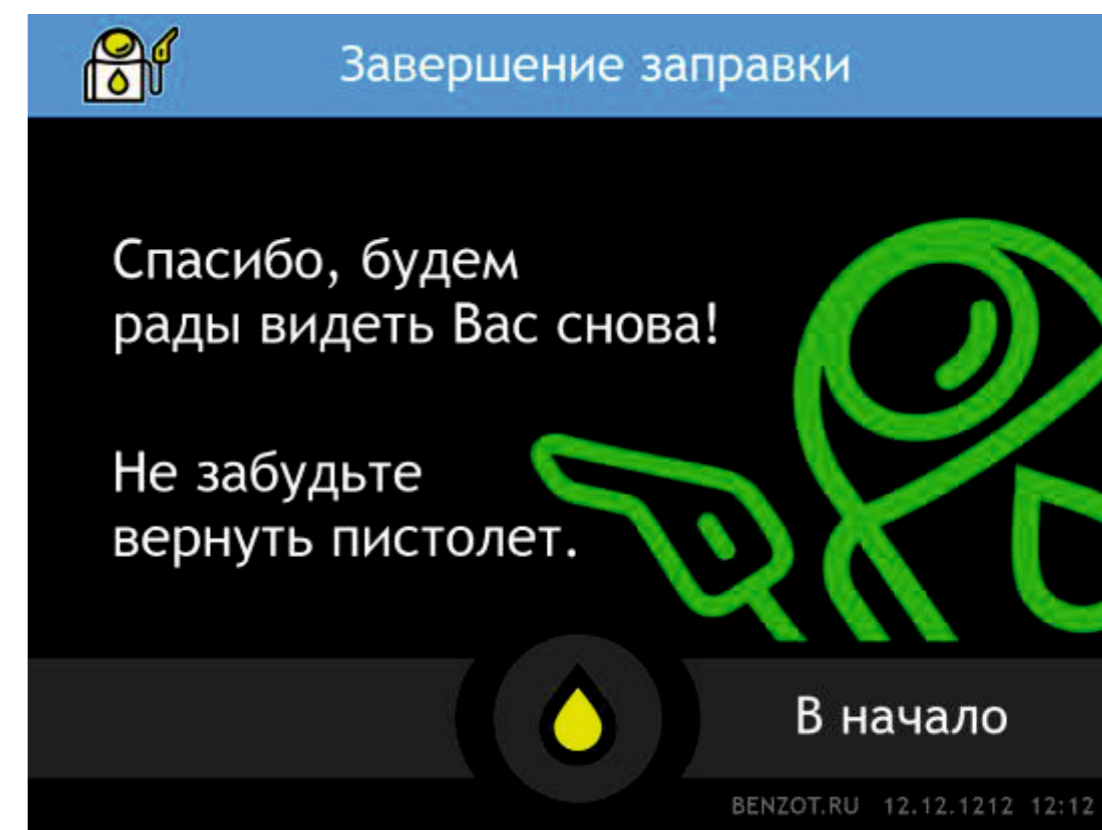 Завершение заправки
Спасибо, будем
рады видеть Вас снова!
Не забудьте
вернуть пистолет.
В начало
BENZOT.RU 12.12.1212 12:12